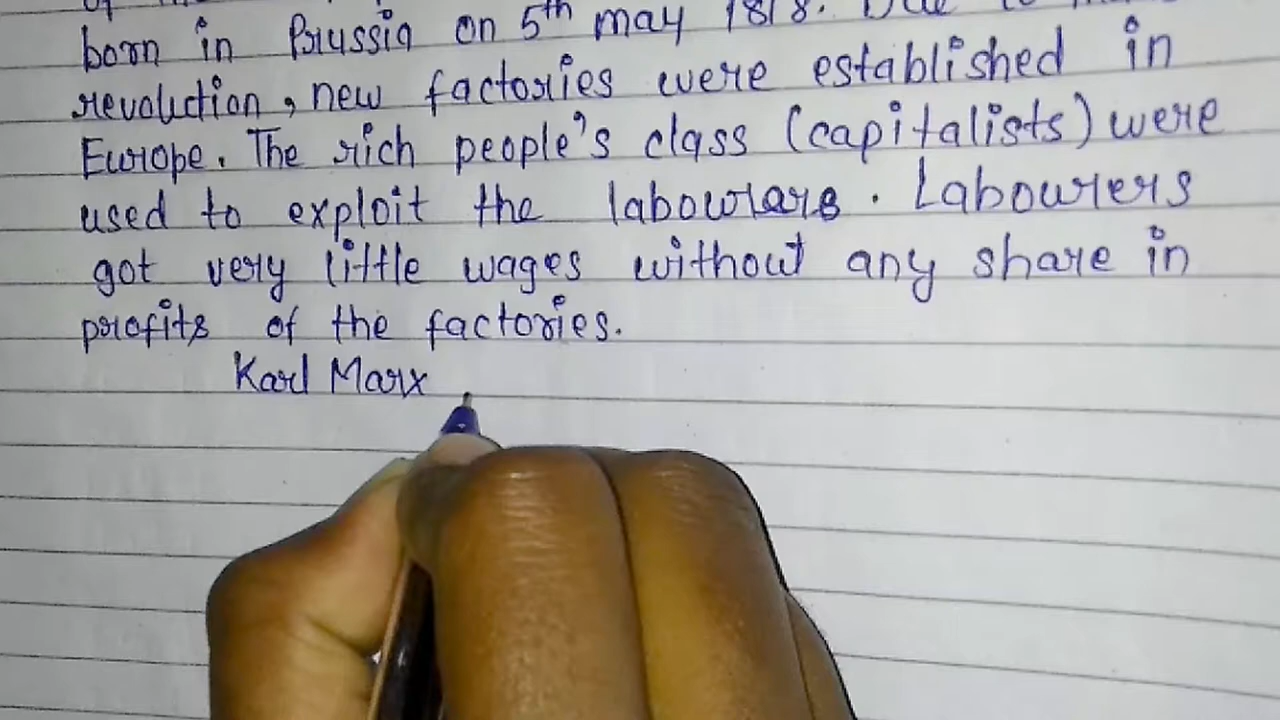 born in Prussia on 5th may 1818. Due to
revolution, new factories were established in
Europe. The rich people's class (capitalists) were
used to exploit the labourars. Labourers
got very little wages without any share in
profits of the factories.
Karl Marx